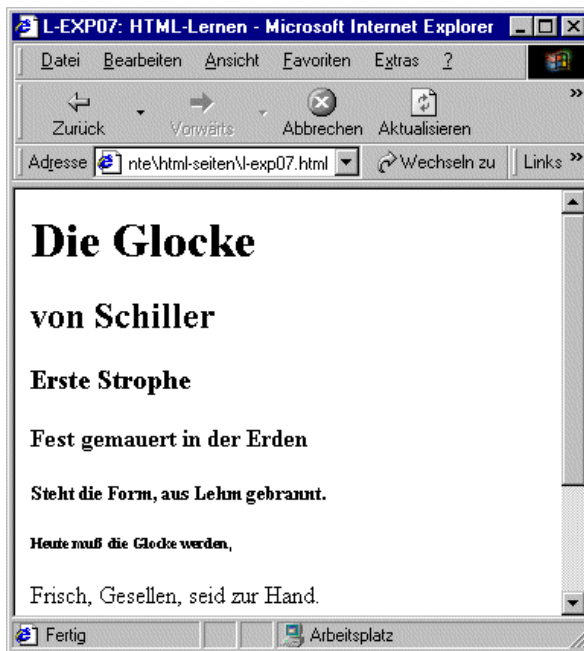 L-EXP07: HTML-Lernen - Microsoft Internet Explorer
Datei Bearbeiten Ansicht Favoriten Extras ?
Zurück Vorwärts Abbrechen Aktualisieren »
Adresse nte\html-seiten\l-exp07.html Wechseln zu Links »
Die Glocke
von Schiller
Erste Strophe
Fest gemauert in der Erden
Steht die Form, aus Lehm gebrannt.
Heute muß die Glocke werden,
Frisch, Gesellen, seid zur Hand.
Fertig Arbeitsplatz